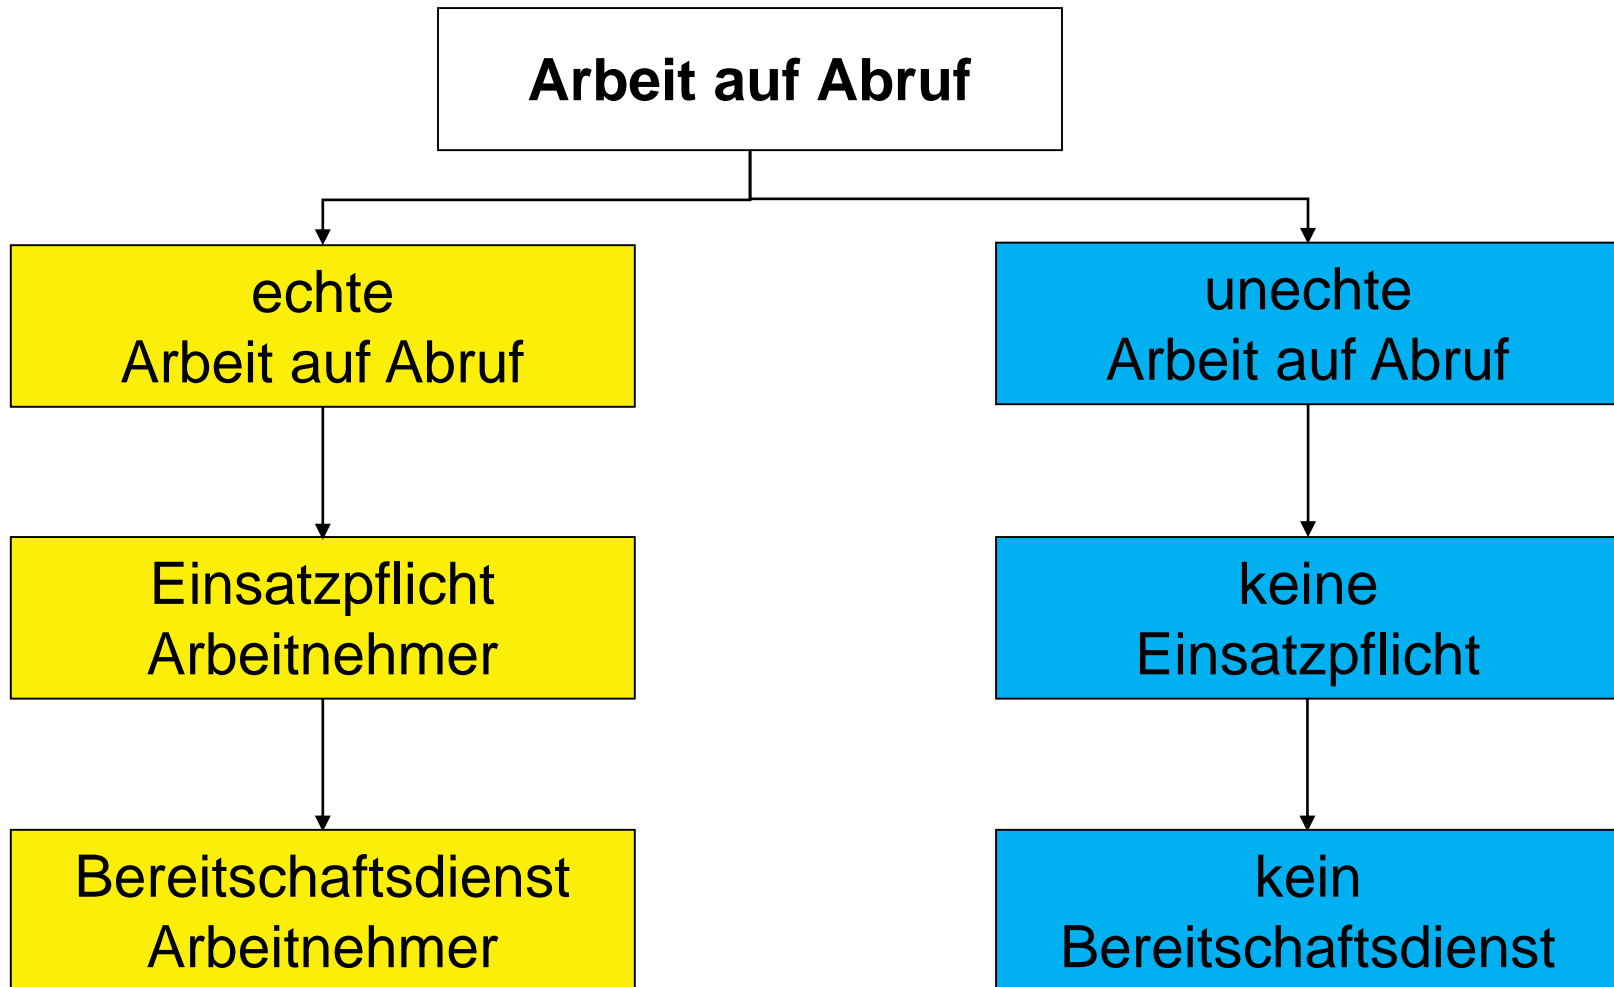 Arbeit auf Abruf
echte
Arbeit auf Abruf
unechte
Arbeit auf Abruf
Einsatzpflicht
Arbeitnehmer
keine
Einsatzpflicht
Bereitschaftsdienst
Arbeitnehmer
kein
Bereitschaftsdienst